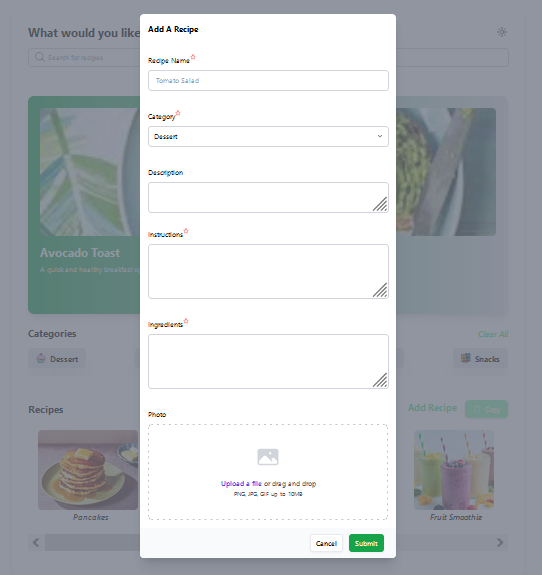 What would you like
Search for recipes
Avocado Toast
A quick and healthy breakfast op
Categories
Clear All
Dessert
Snacks
Recipes
Add Recipe
Pancakes
Fruit Smoothie
Add A Recipe
Recipe Name
Tomato Salad
Category
Dessert
Description
Instructions
Ingredients
Photo
Upload a file or drag and drop
PNG, JPG, GIF up to 10MB
Cancel
Submit